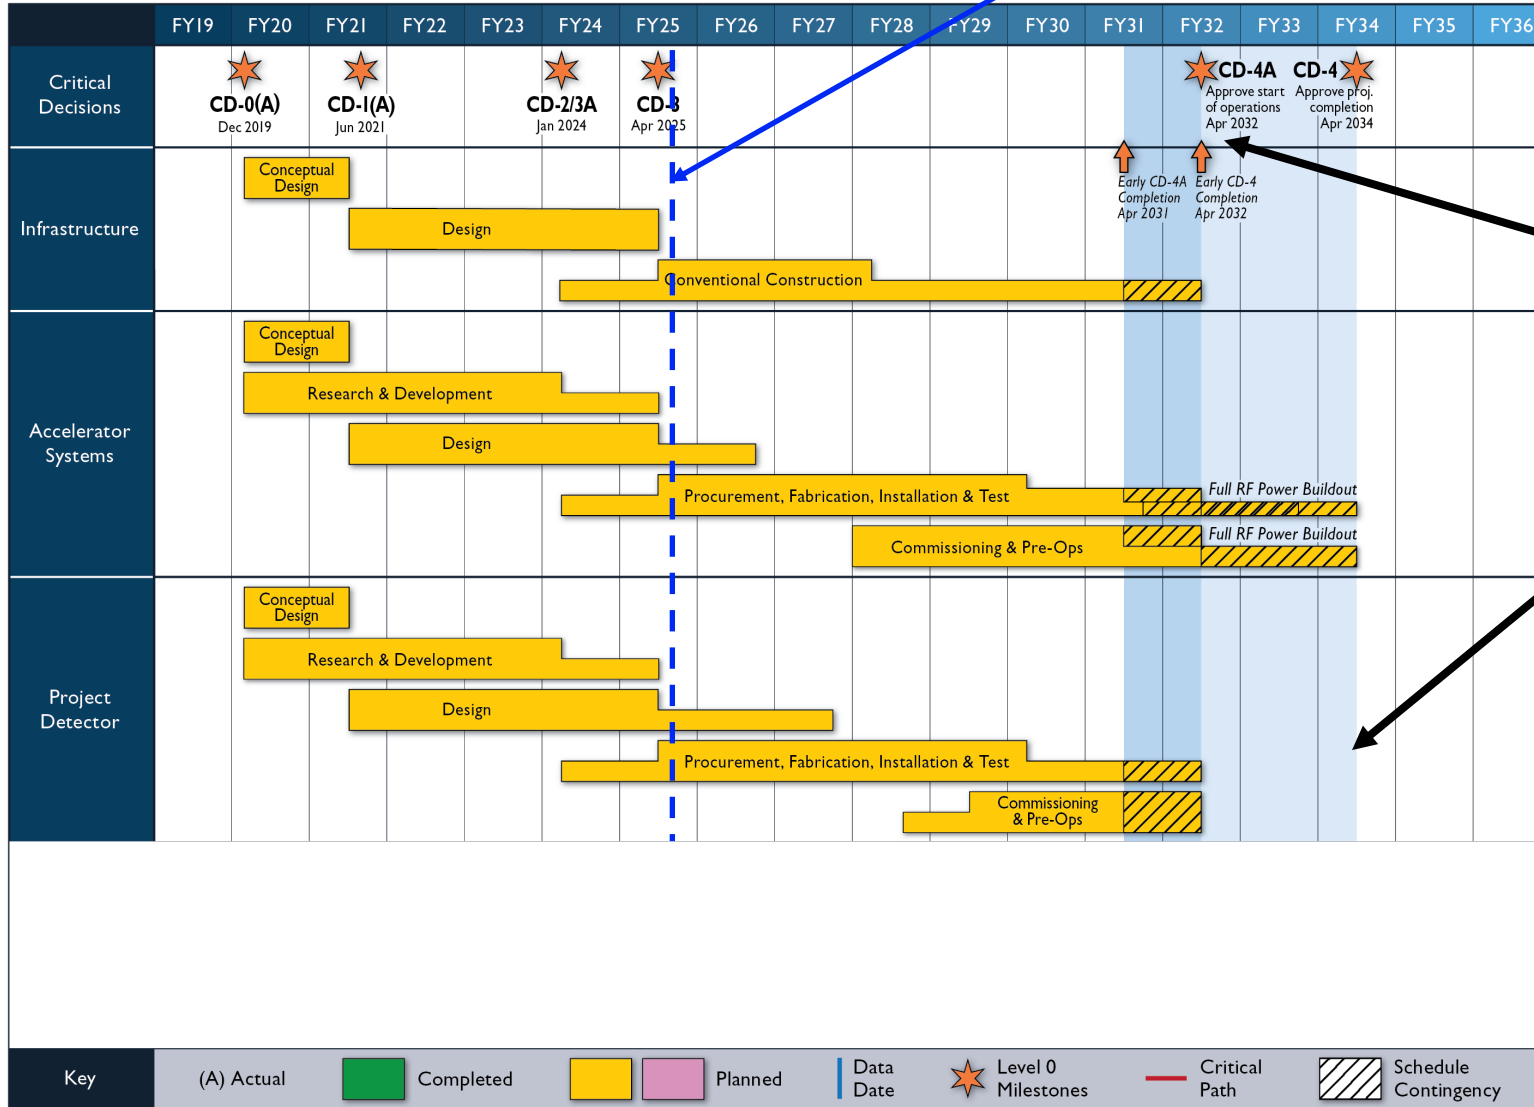 FY19 FY20 FY21 FY22 FY23 FY24 FY25 FY26 FY27 FY28 FY29 FY30 FY31 FY32 FY33 FY34 FY35 FY36
Critical
Decisions
CD-0(A)
Dec 2019
CD-1(A)
Jun 2021
CD-2/3A
Jan 2024
CD-3
Apr 2025
CD-4A
Approve start
of operations
Apr 2032
CD-4
Approve proj.
completion
Apr 2034
Infrastructure
Conceptual
Design
Design
Conventional Construction
Early CD-4A
Completion
Apr 2031
Early CD-4
Completion
Apr 2032
Accelerator
Systems
Conceptual
Design
Research & Development
Design
Procurement, Fabrication, Installation & Test
Full RF Power Buildout
Commissioning & Pre-Ops
Full RF Power Buildout
Project
Detector
Conceptual
Design
Research & Development
Design
Procurement, Fabrication, Installation & Test
Commissioning
& Pre-Ops
Key
(A) Actual
Completed
Planned
Data
Date
Level 0
Milestones
Critical
Path
Schedule
Contingency